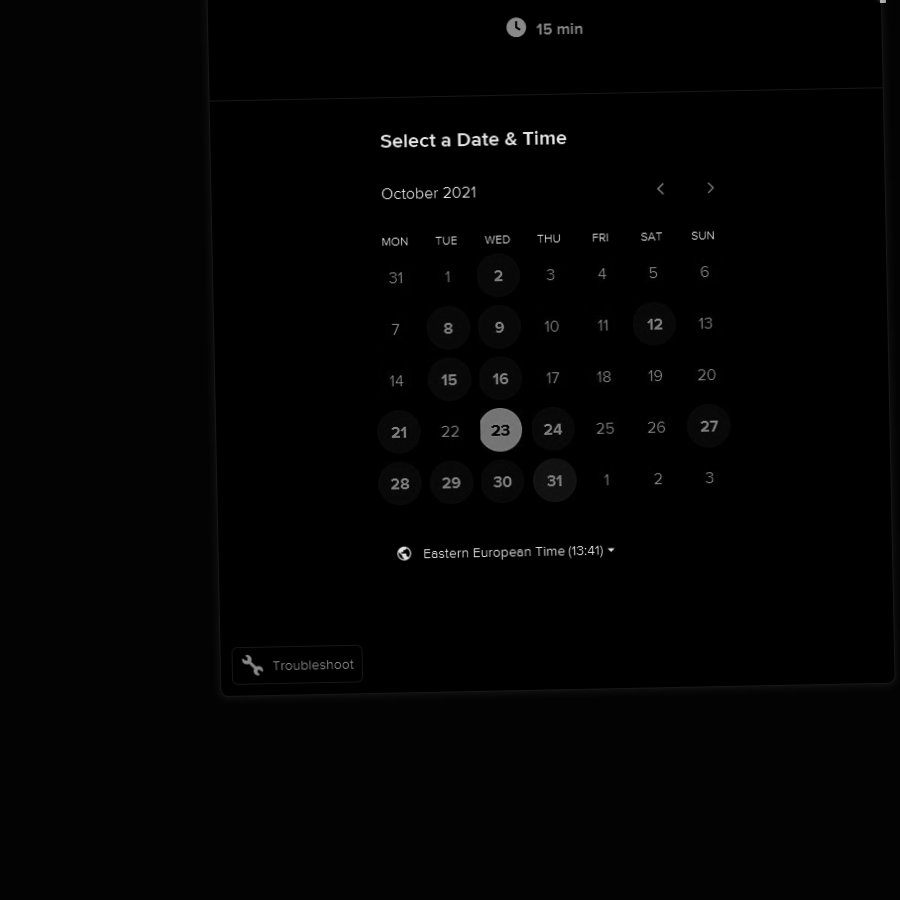 15 min
Select a Date & Time
October 2021
MON TUE WED THU FRI SAT SUN
31 1 2 3 4 5 6
7 8 9 10 11 12 13
14 15 16 17 18 19 20
21 22 23 24 25 26 27
28 29 30 31 1 2 3
Eastern European Time (13:41)
Troubleshoot